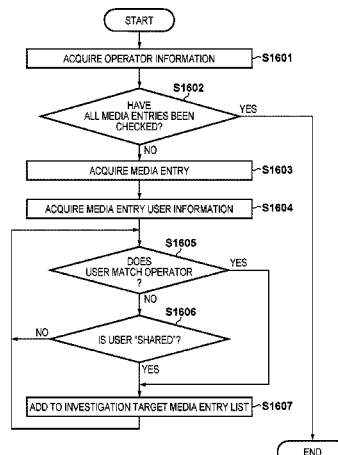 START
ACQUIRE OPERATOR INFORMATION
S1601
S1602
HAVE
ALL MEDIA ENTRIES BEEN
CHECKED?
YES
NO
ACQUIRE MEDIA ENTRY
S1603
ACQUIRE MEDIA ENTRY USER INFORMATION
S1604
S1605
DOES
USER MATCH OPERATOR
?
YES
NO
S1606
IS USER "SHARED"?
NO
YES
ADD TO INVESTIGATION TARGET MEDIA ENTRY LIST
S1607
END